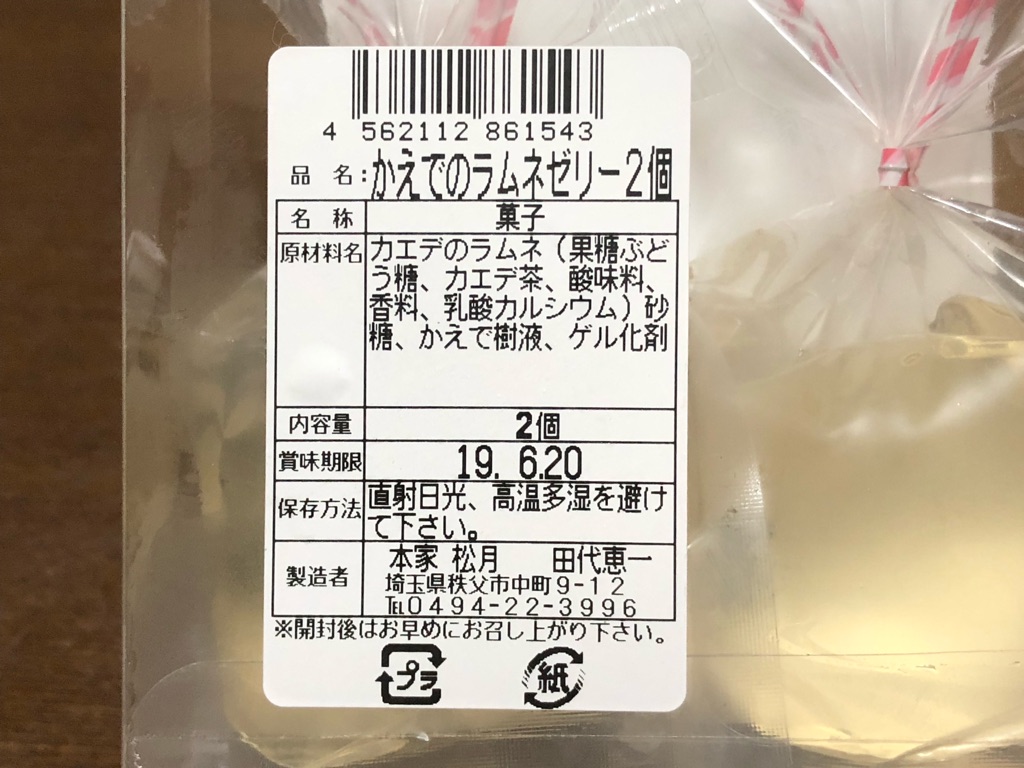 4 562112 861543
品 名:かえでのラムネゼリー2個
名 称 菓子
原材料名 カエデのラムネ(果糖ぶど
う糖、カエデ茶、酸味料、
香料、乳酸カルシウム)砂
糖、かえで樹液、ゲル化剤
内容量 2個
賞味期限 19. 6.20
保存方法 直射日光、高温多湿を避け
て下さい。
製造者 本家 松月 田代恵一
埼玉県秩父市中町9-12
℡0494-22-3996
※開封後はお早めにお召し上がり下さい。
プラ 紙